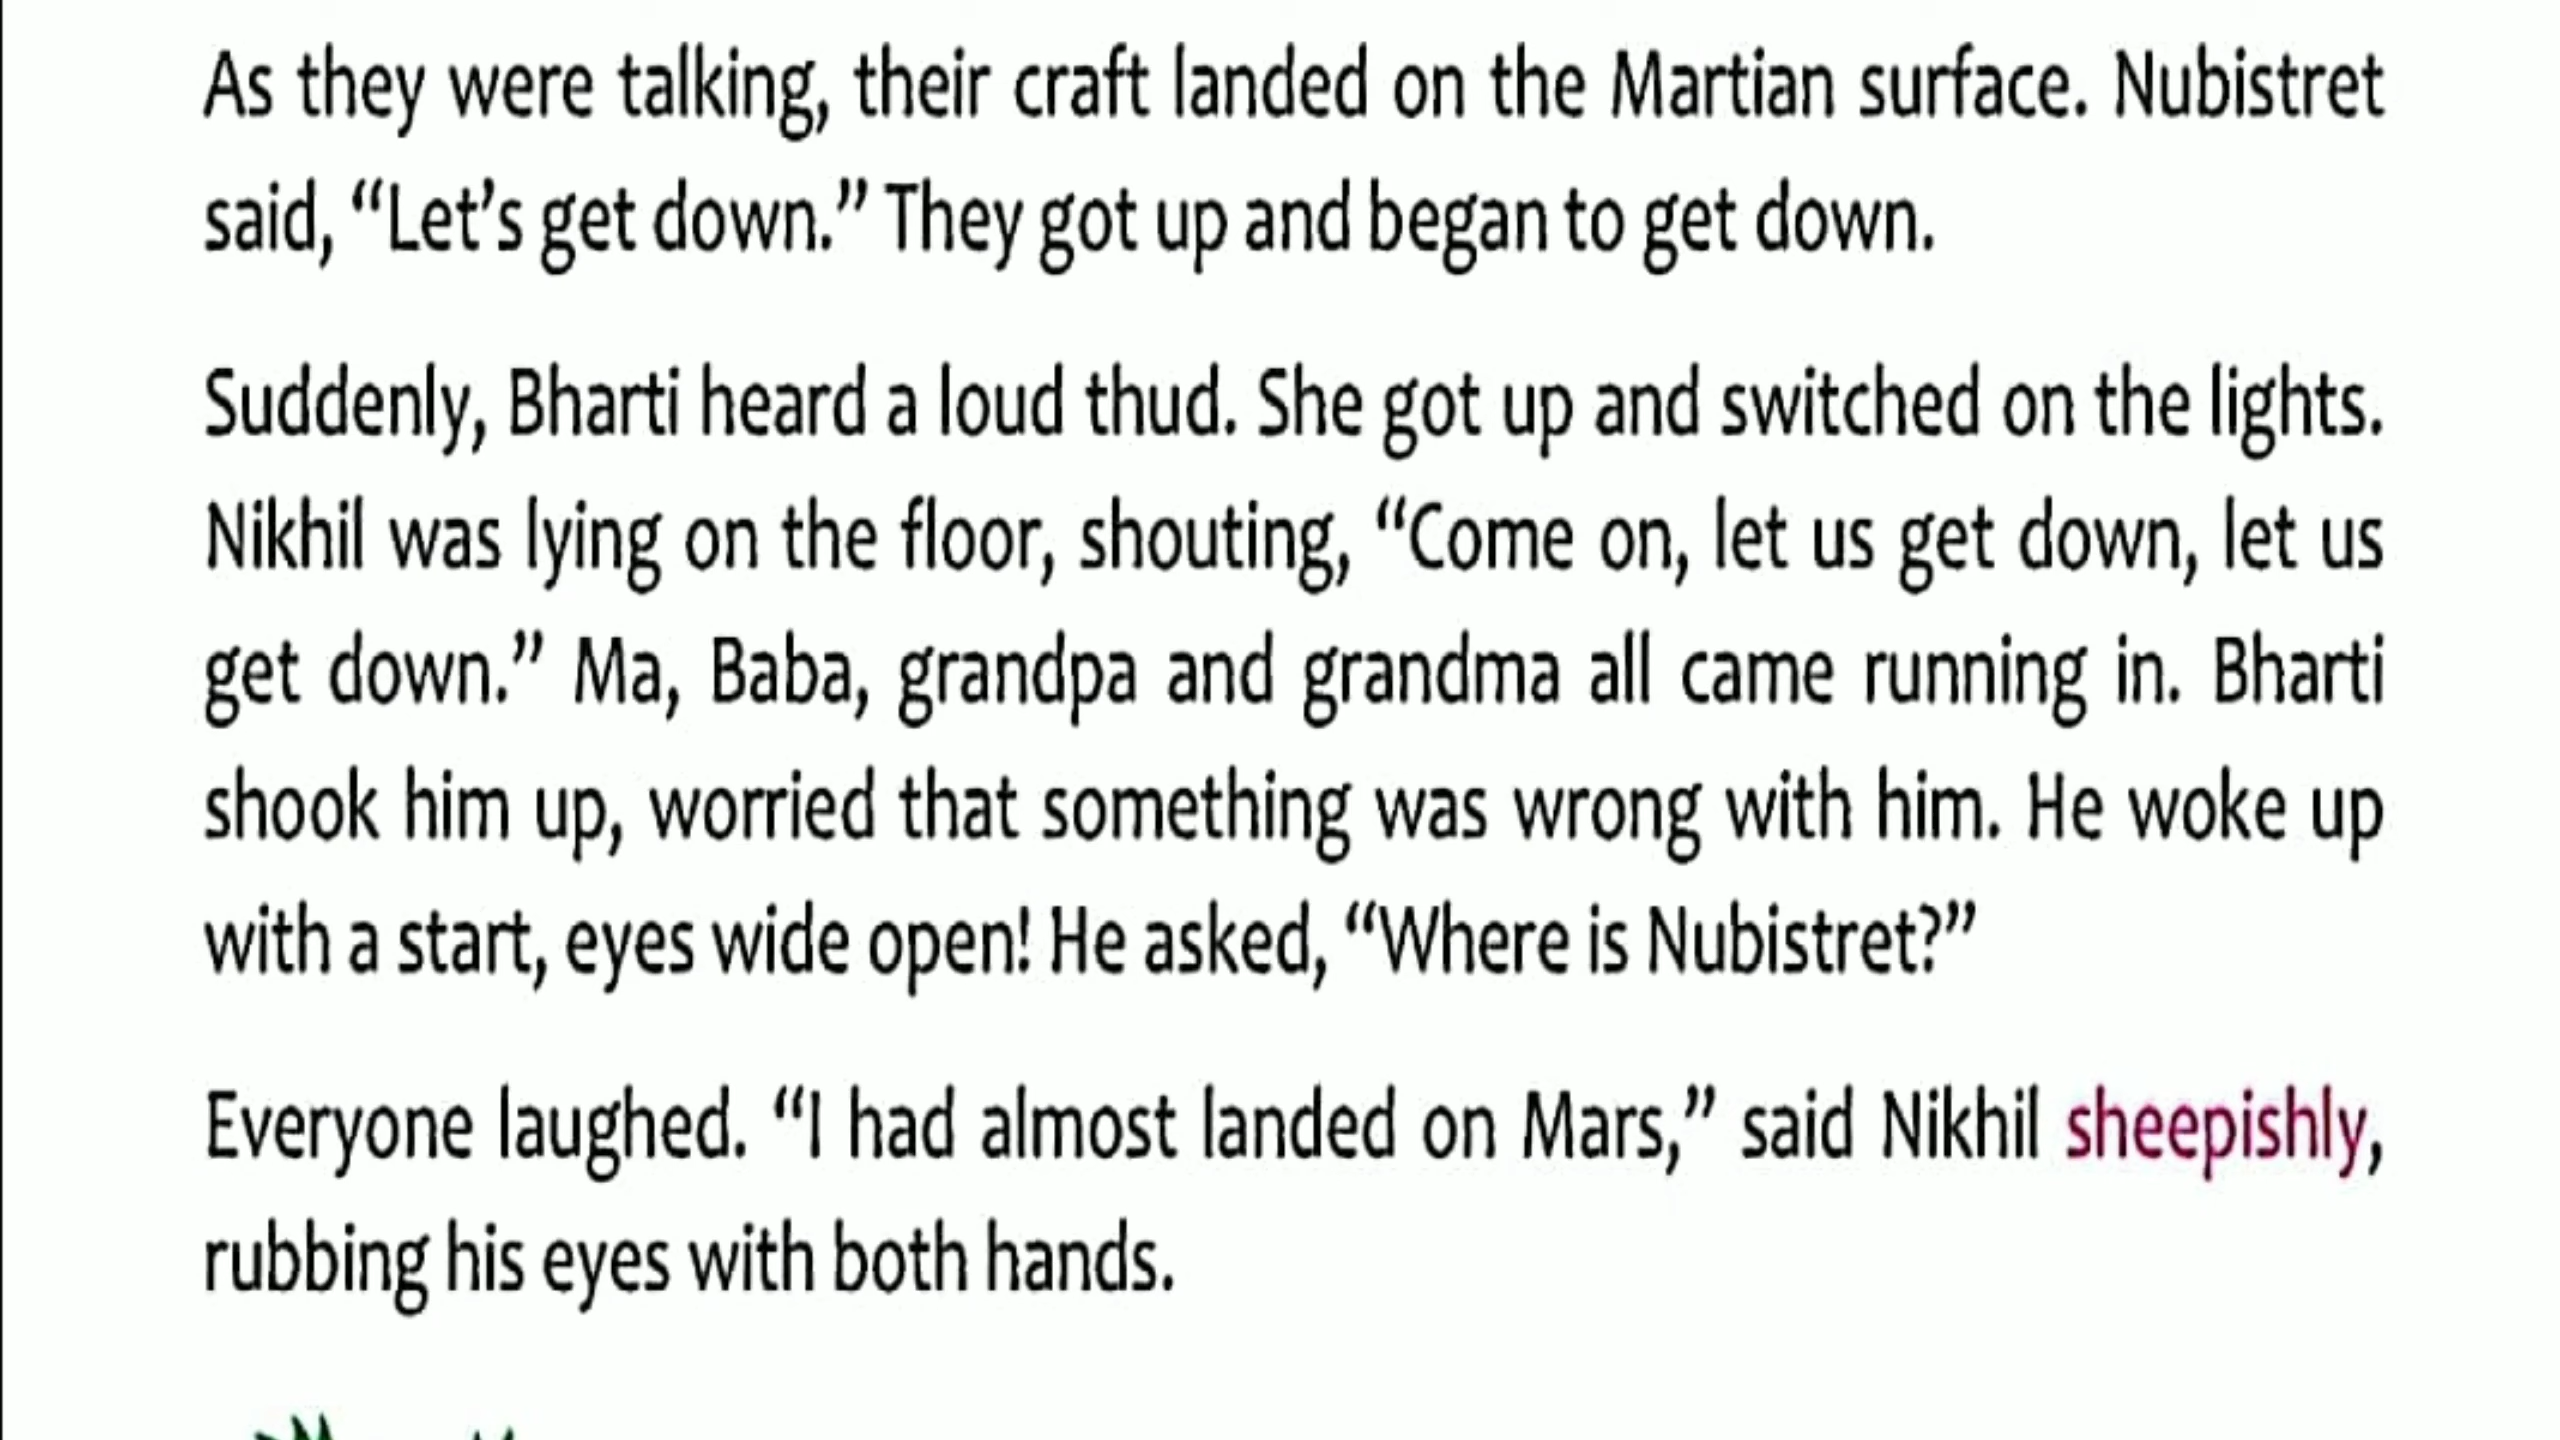 As they were talking, their craft landed on the Martian surface. Nubistret
said, “Let’s get down.” They got up and began to get down.
Suddenly, Bharti heard a loud thud. She got up and switched on the lights.
Nikhil was lying on the floor, shouting, “Come on, let us get down, let us
get down.” Ma, Baba, grandpa and grandma all came running in. Bharti
shook him up, worried that something was wrong with him. He woke up
with a start, eyes wide open! He asked, “Where is Nubistret?”
Everyone laughed. “I had almost landed on Mars,” said Nikhil sheepishly,
rubbing his eyes with both hands.